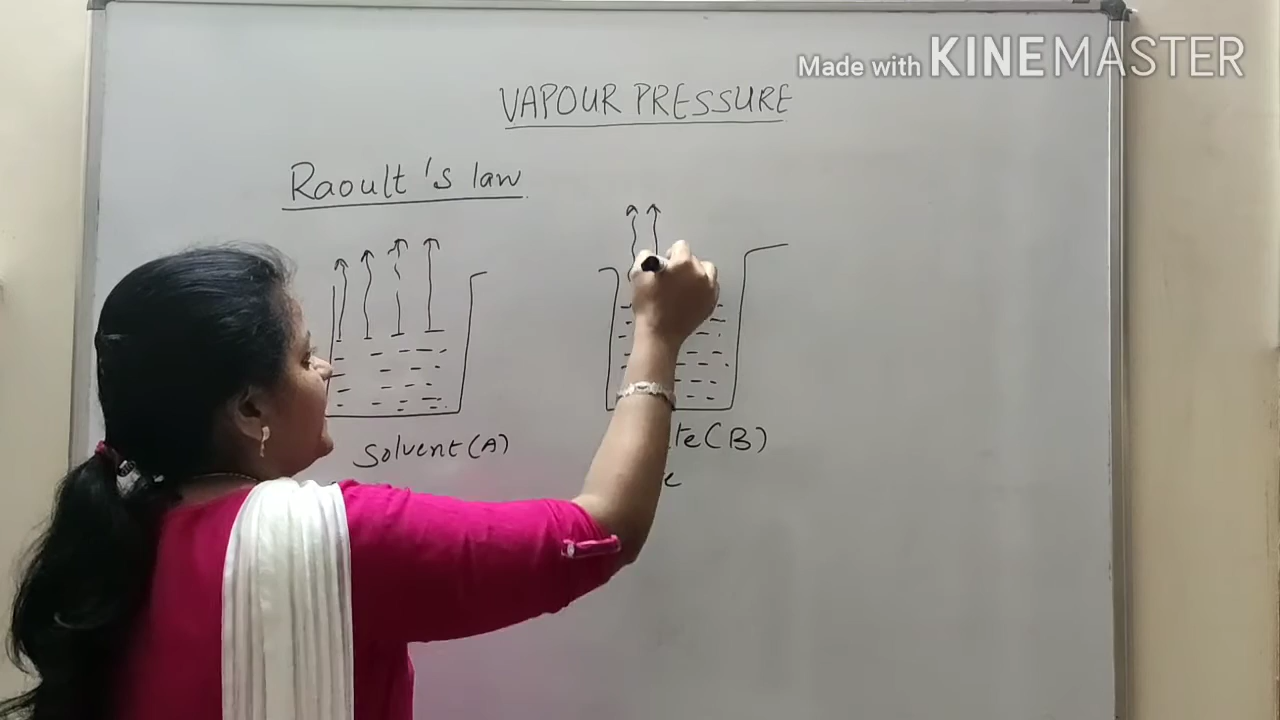 Made with KINEMASTER
VAPOUR PRESSURE
Raoult's law
Solvent(A)
te(B)